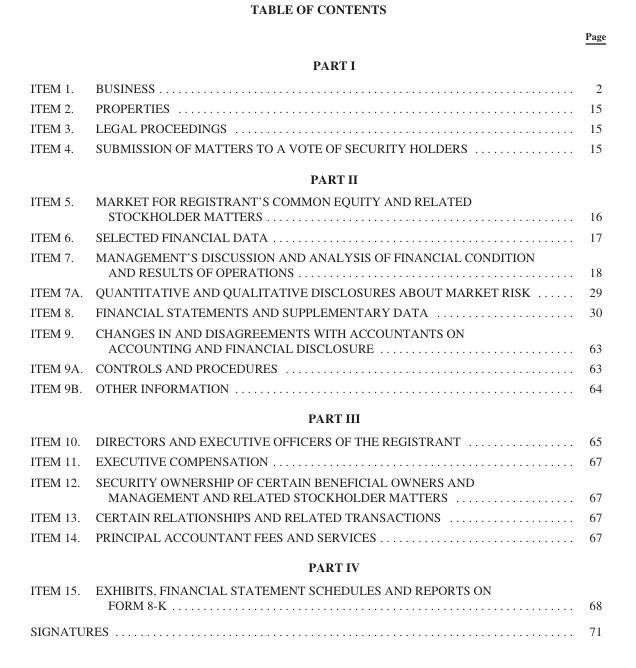 TABLE OF CONTENTS
Page
PART I
ITEM 1. BUSINESS . . . . . . . . . . . . . . . . . . . . . . . . . . . . . . 2
ITEM 2. PROPERTIES . . . . . . . . . . . . . . . . . . . . . . . . . . . . . . 15
ITEM 3. LEGAL PROCEEDINGS . . . . . . . . . . . . . . . . . . . . . . . . . . . . . . 15
ITEM 4. SUBMISSION OF MATTERS TO A VOTE OF SECURITY HOLDERS . . . . . . . . . . . . . . . . 15
PART II
ITEM 5. MARKET FOR REGISTRANT'S COMMON EQUITY AND RELATED
STOCKHOLDER MATTERS . . . . . . . . . . . . . . . . . . . . . . . . . . . . . . 16
ITEM 6. SELECTED FINANCIAL DATA . . . . . . . . . . . . . . . . . . . . . . . . . . . . . . 17
ITEM 7. MANAGEMENT'S DISCUSSION AND ANALYSIS OF FINANCIAL CONDITION
AND RESULTS OF OPERATIONS . . . . . . . . . . . . . . . . . . . . . . . . . . . . . . 18
ITEM 7A. QUANTITATIVE AND QUALITATIVE DISCLOSURES ABOUT MARKET RISK . . . . . . 29
ITEM 8. FINANCIAL STATEMENTS AND SUPPLEMENTARY DATA . . . . . . . . . . . . . . . . . . . . . . 30
ITEM 9. CHANGES IN AND DISAGREEMENTS WITH ACCOUNTANTS ON
ACCOUNTING AND FINANCIAL DISCLOSURE . . . . . . . . . . . . . . . . . . . . . . . . . . . . . . 63
ITEM 9A. CONTROLS AND PROCEDURES . . . . . . . . . . . . . . . . . . . . . . . . . . . . . . 63
ITEM 9B. OTHER INFORMATION . . . . . . . . . . . . . . . . . . . . . . . . . . . . . . 64
PART III
ITEM 10. DIRECTORS AND EXECUTIVE OFFICERS OF THE REGISTRANT . . . . . . . . . . . . . . . . . 65
ITEM 11. EXECUTIVE COMPENSATION . . . . . . . . . . . . . . . . . . . . . . . . . . . . . . 67
ITEM 12. SECURITY OWNERSHIP OF CERTAIN BENEFICIAL OWNERS AND
MANAGEMENT AND RELATED STOCKHOLDER MATTERS . . . . . . . . . . . . . . . . . . . 67
ITEM 13. CERTAIN RELATIONSHIPS AND RELATED TRANSACTIONS . . . . . . . . . . . . . . . . . . . . 67
ITEM 14. PRINCIPAL ACCOUNTANT FEES AND SERVICES . . . . . . . . . . . . . . . . . . . . . . . . . . . . . . 67
PART IV
ITEM 15. EXHIBITS, FINANCIAL STATEMENT SCHEDULES AND REPORTS ON
FORM 8-K . . . . . . . . . . . . . . . . . . . . . . . . . . . . . . 68
SIGNATURES . . . . . . . . . . . . . . . . . . . . . . . . . . . . . . 71